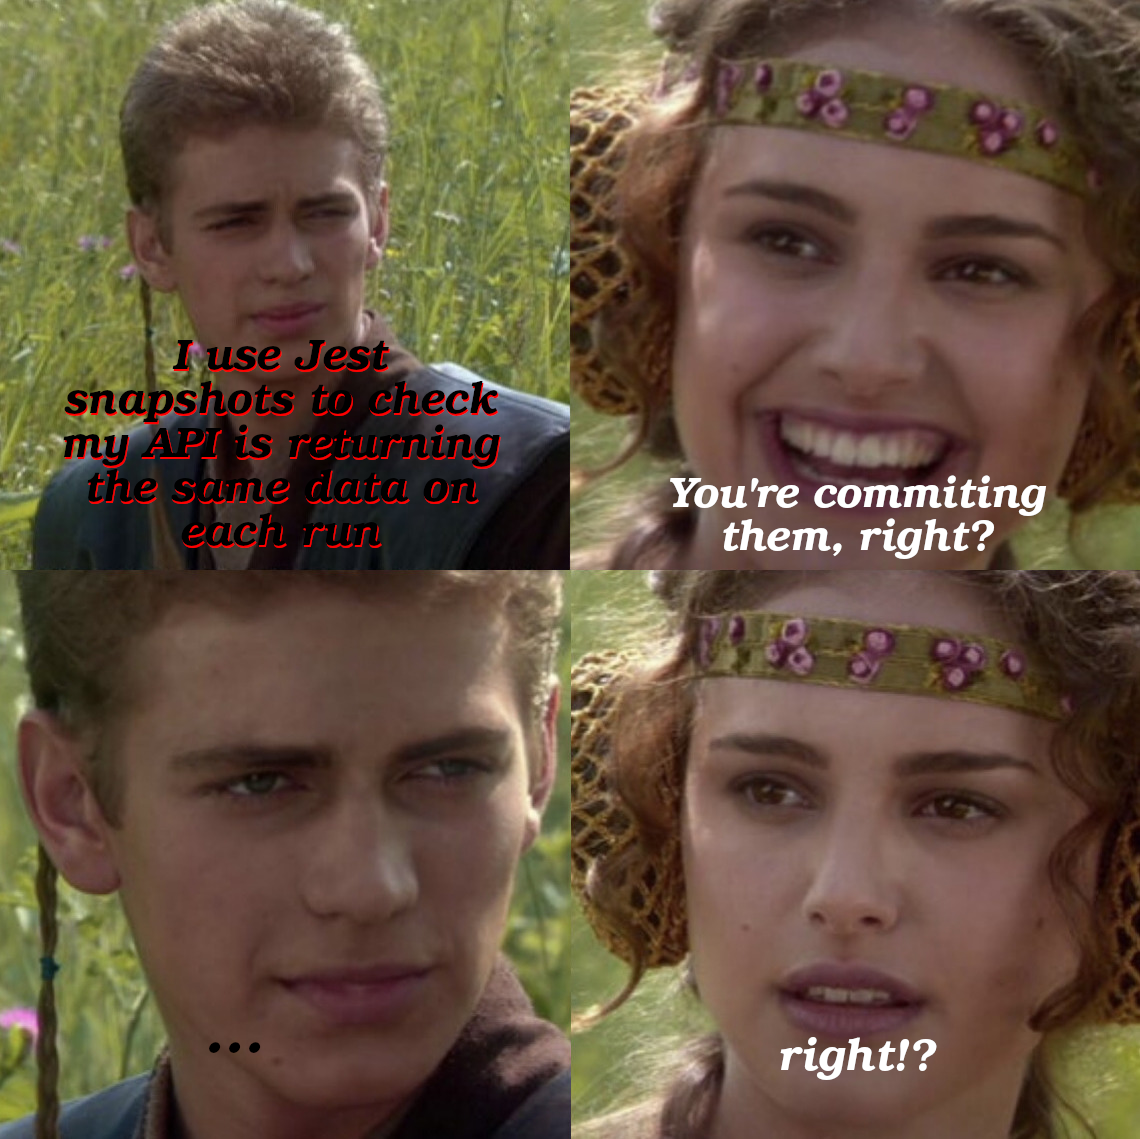 I use Jest
snapshots to check
my API is returning
the same data on
each run
You're commiting
them, right?
...
right!?